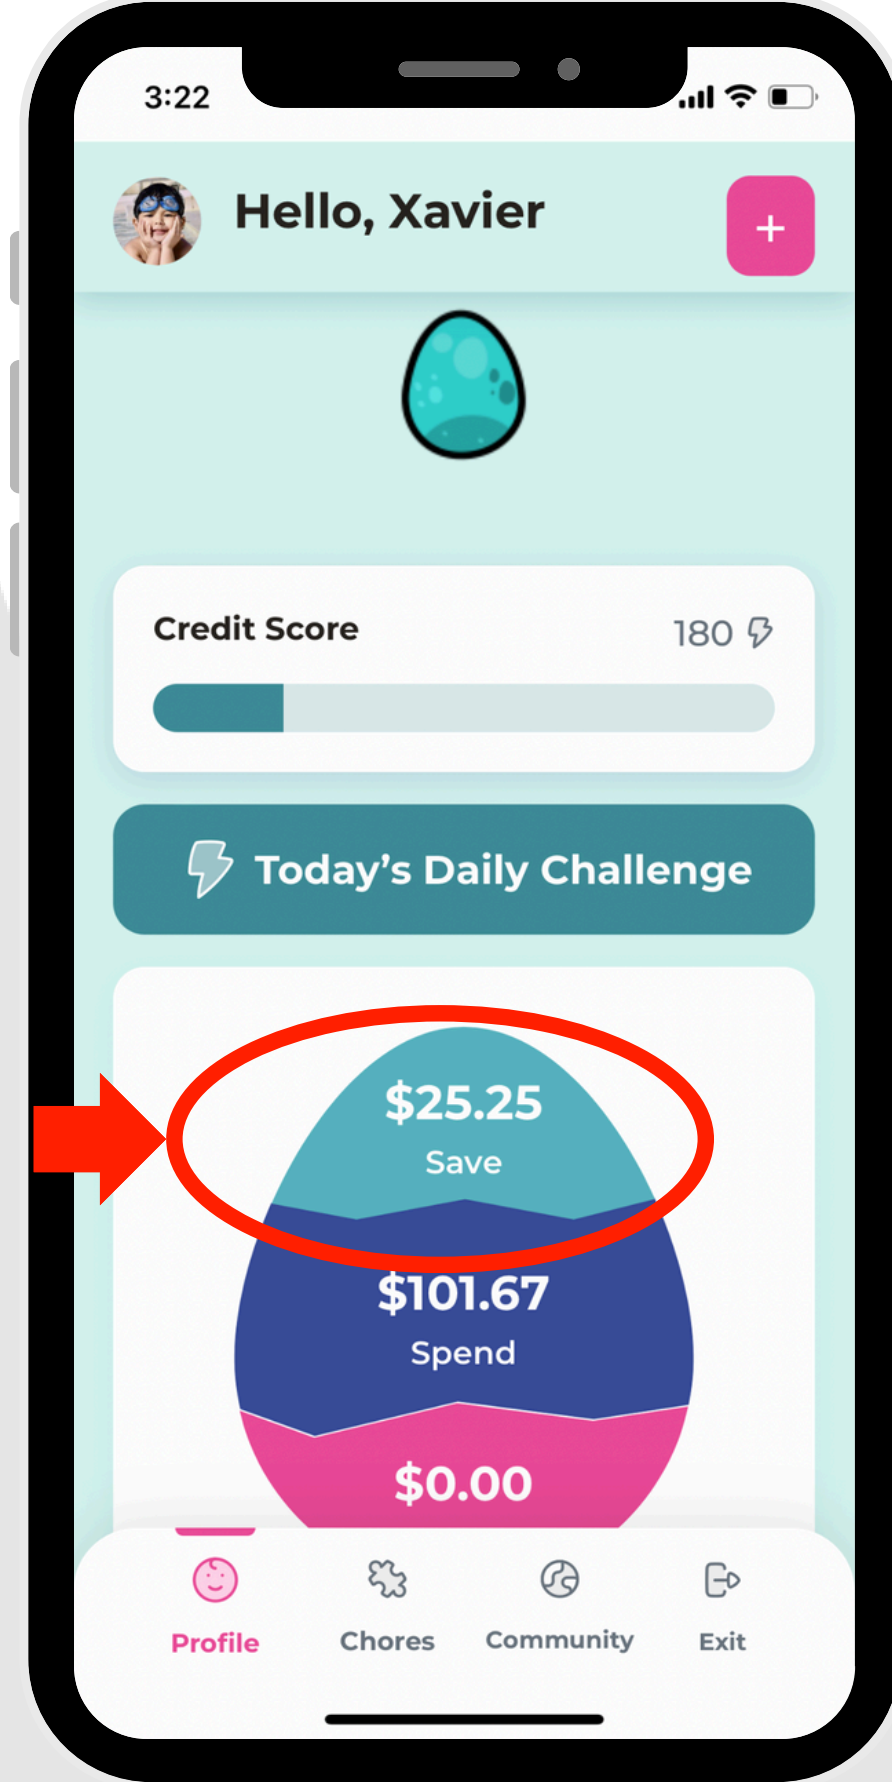 3:22
Hello, Xavier
+
Credit Score
180
Today’s Daily Challenge
$25.25
Save
$101.67
Spend
$0.00
Profile
Chores
Community
Exit